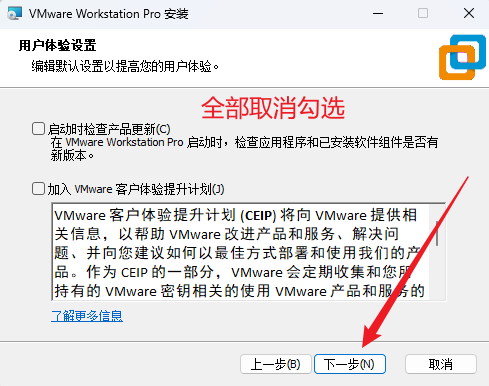 VMware Workstation Pro 安装
用户体验设置
编辑默认设置以提高您的用户体验。
全部取消勾选
启动时检查产品更新(C)
在 VMware Workstation Pro 启动时，检查应用程序和已安装软件组件是否有
新版本。
加入 VMware 客户体验提升计划(J)
VMware 客户体验提升计划 (CEIP) 将向 VMware 提供相
关信息，以帮助 VMware 改进产品和服务、解决问
题、并向您建议如何以最佳方式部署和使用我们的产
品。作为 CEIP 的一部分，VMware 会定期收集和您所
持有的 VMware 密钥相关的使用 VMware 产品和服务的
了解更多信息
上一步(B) 下一步(N) 取消